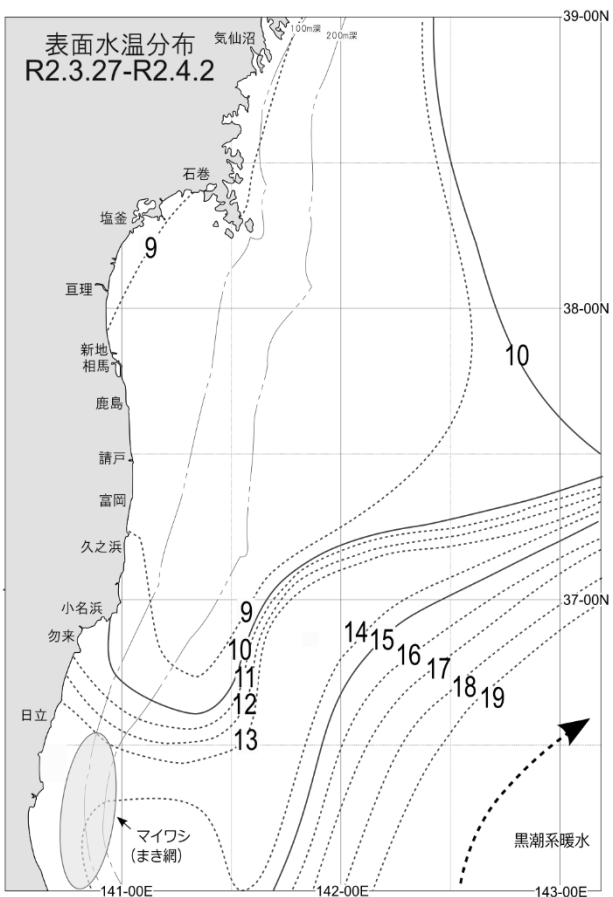 表面水温分布
R2.3.27-R2.4.2
気仙沼
100m深
200m深
39-00N
石巻
塩釜
9
亘理
38-00N
新地
相馬
10
鹿島
請戸
富岡
久之浜
小名浜
37-00N
勿来
9
10
11
12
13
14
15
16
17
18
19
日立
マイワシ
(まき網)
黒潮系暖水
141-00E
142-00E
143-00E